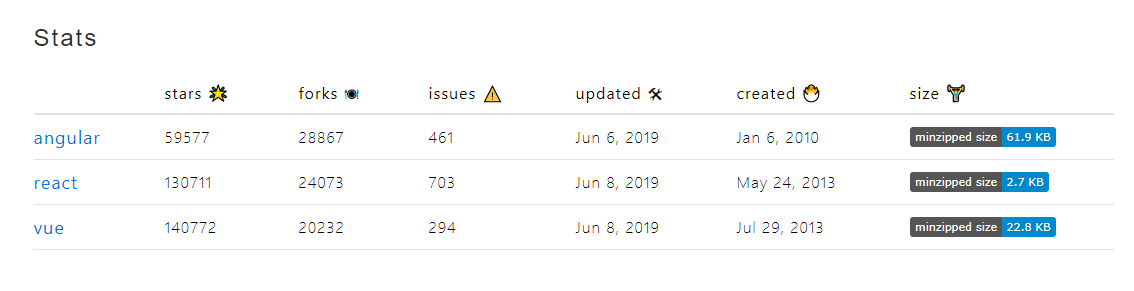 Stats
stars forks issues updated created size
angular 59577 28867 461 Jun 6, 2019 Jan 6, 2010 minzipped size 61.9 KB
react 130711 24073 703 Jun 8, 2019 May 24, 2013 minzipped size 2.7 KB
vue 140772 20232 294 Jun 8, 2019 Jul 29, 2013 minzipped size 22.8 KB